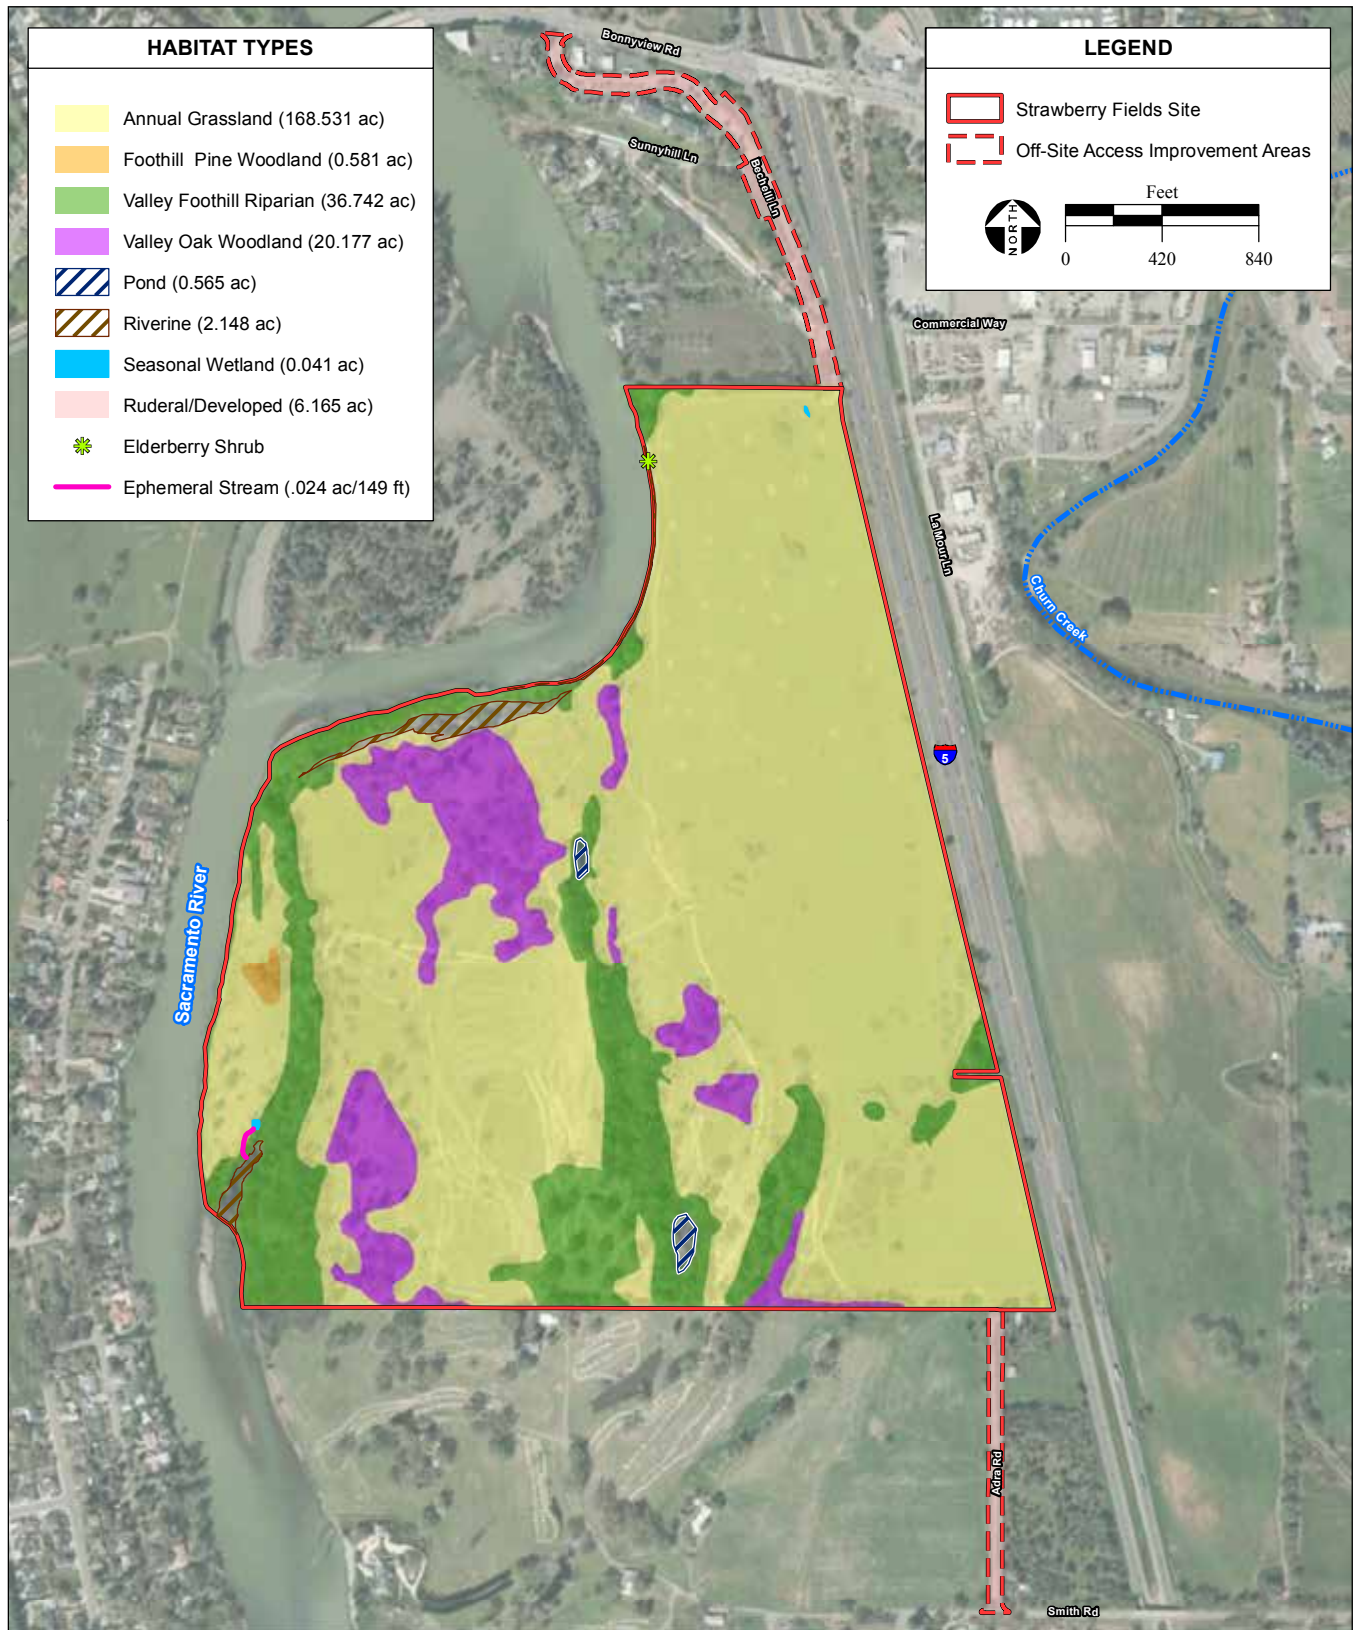 HABITAT TYPES
Annual Grassland (168.531 ac)
Foothill  Pine Woodland (0.581 ac)
Valley Foothill Riparian (36.742 ac)
Valley Oak Woodland (20.177 ac)
Pond (0.565 ac)
Riverine (2.148 ac)
Seasonal Wetland (0.041 ac)
Ruderal/Developed (6.165 ac)
Elderberry Shrub
Ephemeral Stream (.024 ac/149 ft)
LEGEND
Strawberry Fields Site
Off-Site Access Improvement Areas
NORTH
Feet
0 420 840
Bonnyview Rd
Sunnyhill Ln
Bechelli Ln
Commercial Way
La Mour Ln
Churn Creek
5
Sacramento River
Adra Rd
Smith Rd